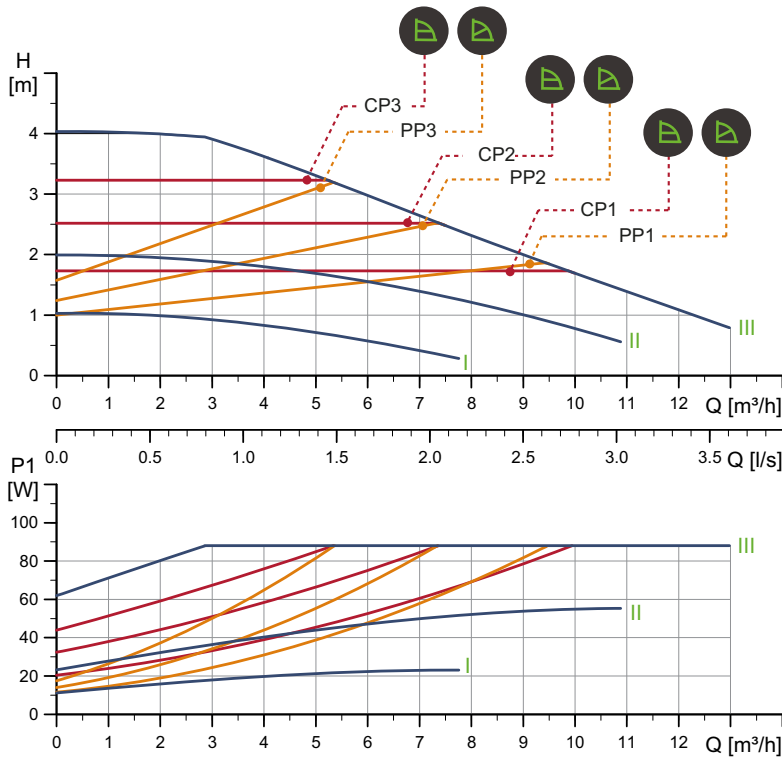 H
[m]
CP3
PP3
CP2
PP2
CP1
PP1
4
3
2
1
0
I
II
III
0 1 2 3 4 5 6 7 8 9 10 11 12 Q [m³/h]
0.0 0.5 1.0 1.5 2.0 2.5 3.0 3.5 Q [l/s]
P1
[W]
100
80
60
40
20
0
III
II
I
0 1 2 3 4 5 6 7 8 9 10 11 12 Q [m³/h]